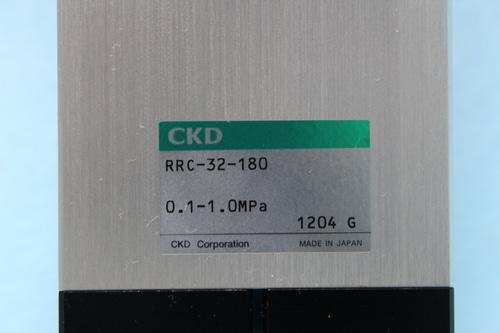 CKD
RRC-32-180
0.1-1.0MPa
1204 G
CKD Corporation MADE IN JAPAN